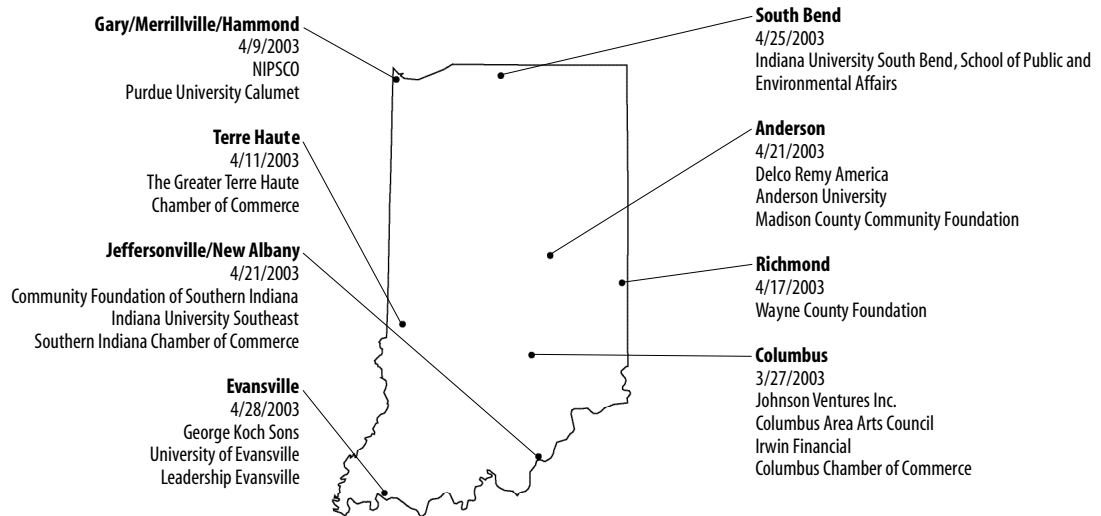 Gary/Merrillville/Hammond
4/9/2003
NIPSCO
Purdue University Calumet
Terre Haute
4/11/2003
The Greater Terre Haute
Chamber of Commerce
Jeffersonville/New Albany
4/21/2003
Community Foundation of Southern Indiana
Indiana University Southeast
Southern Indiana Chamber of Commerce
Evansville
4/28/2003
George Koch Sons
University of Evansville
Leadership Evansville
South Bend
4/25/2003
Indiana University South Bend, School of Public and
Environmental Affairs
Anderson
4/21/2003
Delco Remy America
Anderson University
Madison County Community Foundation
Richmond
4/17/2003
Wayne County Foundation
Columbus
3/27/2003
Johnson Ventures Inc.
Columbus Area Arts Council
Irwin Financial
Columbus Chamber of Commerce